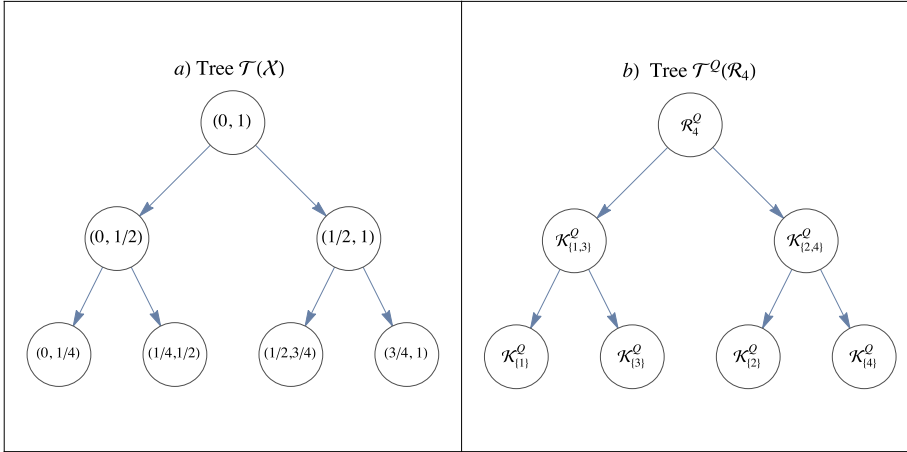 a) Tree 𝒯(X)
(0, 1)
(0, 1/2)
(1/2, 1)
(0, 1/4)
(1/4,1/2)
(1/2,3/4)
(3/4, 1)
b) Tree 𝒯^Q(ℛ_4)
ℛ_4^Q
𝒦_{1,3}^Q
𝒦_{2,4}^Q
𝒦_{1}^Q
𝒦_{3}^Q
𝒦_{2}^Q
𝒦_{4}^Q